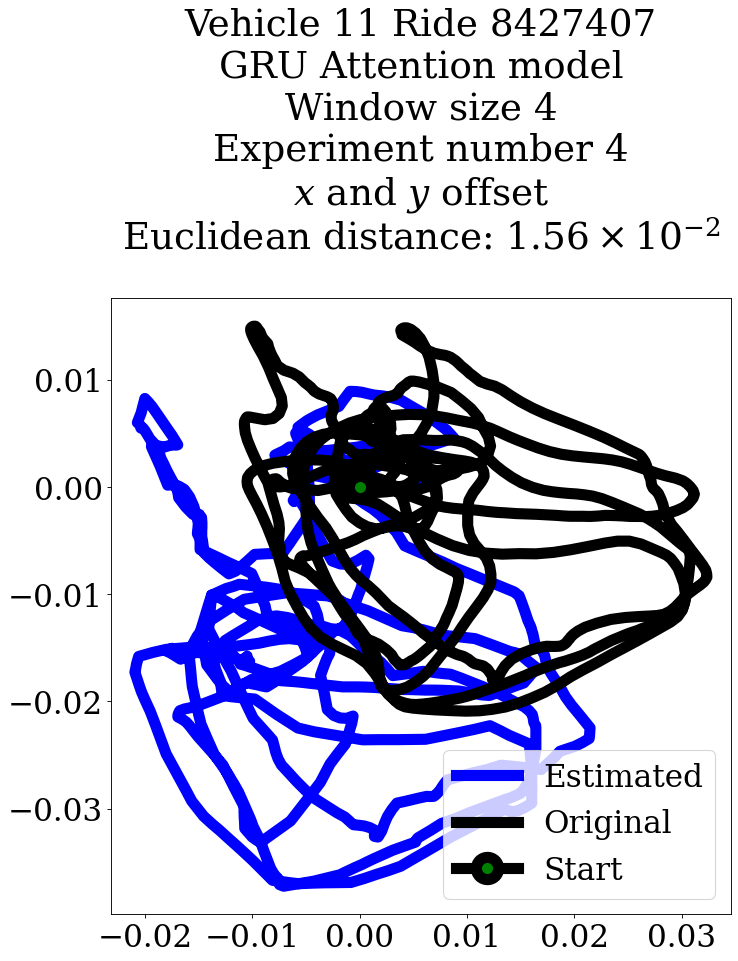 Vehicle 11 Ride 8427407
GRU Attention model
Window size 4
Experiment number 4
x and y offset
Euclidean distance: 1.56 × 10⁻²
0.01
0.00
−0.01
−0.02
−0.03
Estimated
Original
Start
−0.02 −0.01 0.00 0.01 0.02 0.03